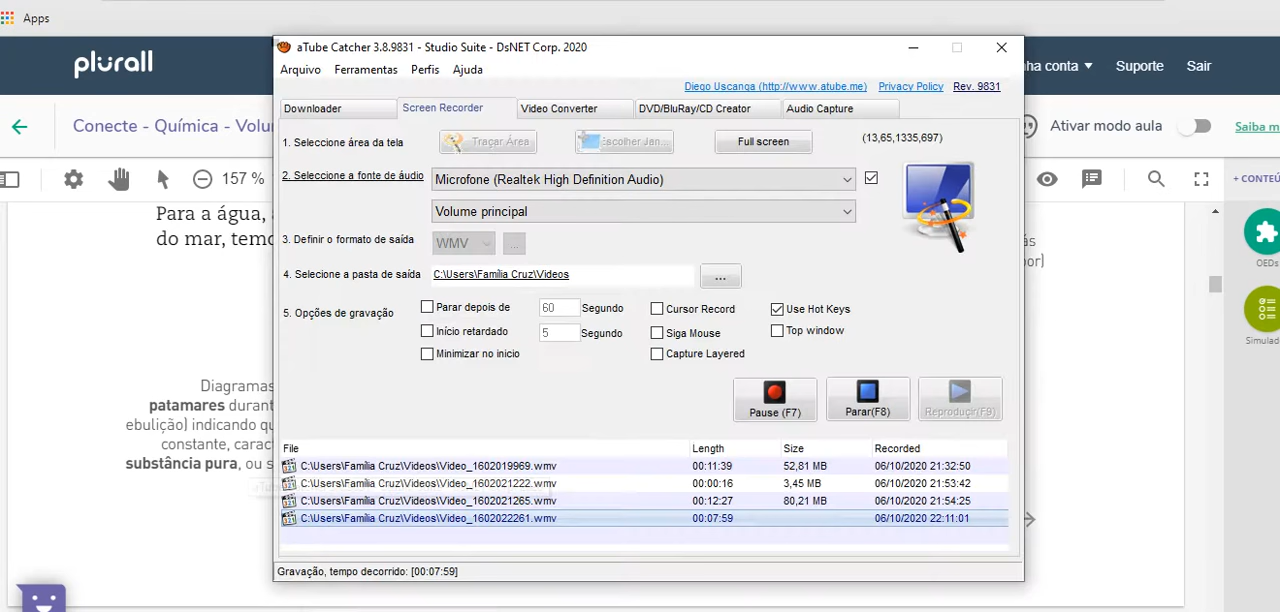 Apps
plurall
nha conta
Suporte
Sair
Conecte - Química - Volu
Ativar modo aula
Saiba m
157 %
+ CONTEÚ
Para a água, a
do mar, temo
ás
por)
OEDs
Simulad
Diagramas
patamares durant
ebulição) indicando qu
constante, carac
substância pura, ou s
aTube Catcher 3.8.9831 - Studio Suite - DsNET Corp. 2020
Arquivo Ferramentas Perfis Ajuda
Diego Uscanga (http://www.atube.me) Privacy Policy Rev. 9831
Downloader Screen Recorder Video Converter DVD/BluRay/CD Creator Audio Capture
1. Seleccione área da tela Traçar Área Escolher Jan... Full screen (13,65,1335,697)
2. Seleccione a fonte de áudio Microfone (Realtek High Definition Audio)
Volume principal
3. Definir o formato de saída WMV ...
4. Selecione a pasta de saída C:\Users\Família Cruz\Videos ...
5. Opções de gravação
Parar depois de 60 Segundo Cursor Record Use Hot Keys
Início retardado 5 Segundo Siga Mouse Top window
Minimizar no inicio Capture Layered
Pause (F7) Parar(F8) Reproduçir(F9)
File Length Size Recorded
C:\Users\Família Cruz\Videos\Video_1602019969.wmv 00:11:39 52,81 MB 06/10/2020 21:32:50
C:\Users\Família Cruz\Videos\Video_1602021222.wmv 00:00:16 3,45 MB 06/10/2020 21:53:42
C:\Users\Família Cruz\Videos\Video_1602021265.wmv 00:12:27 80,21 MB 06/10/2020 21:54:25
C:\Users\Família Cruz\Videos\Video_1602022261.wmv 00:07:59 06/10/2020 22:11:01
Gravação, tempo decorrido: [00:07:59]